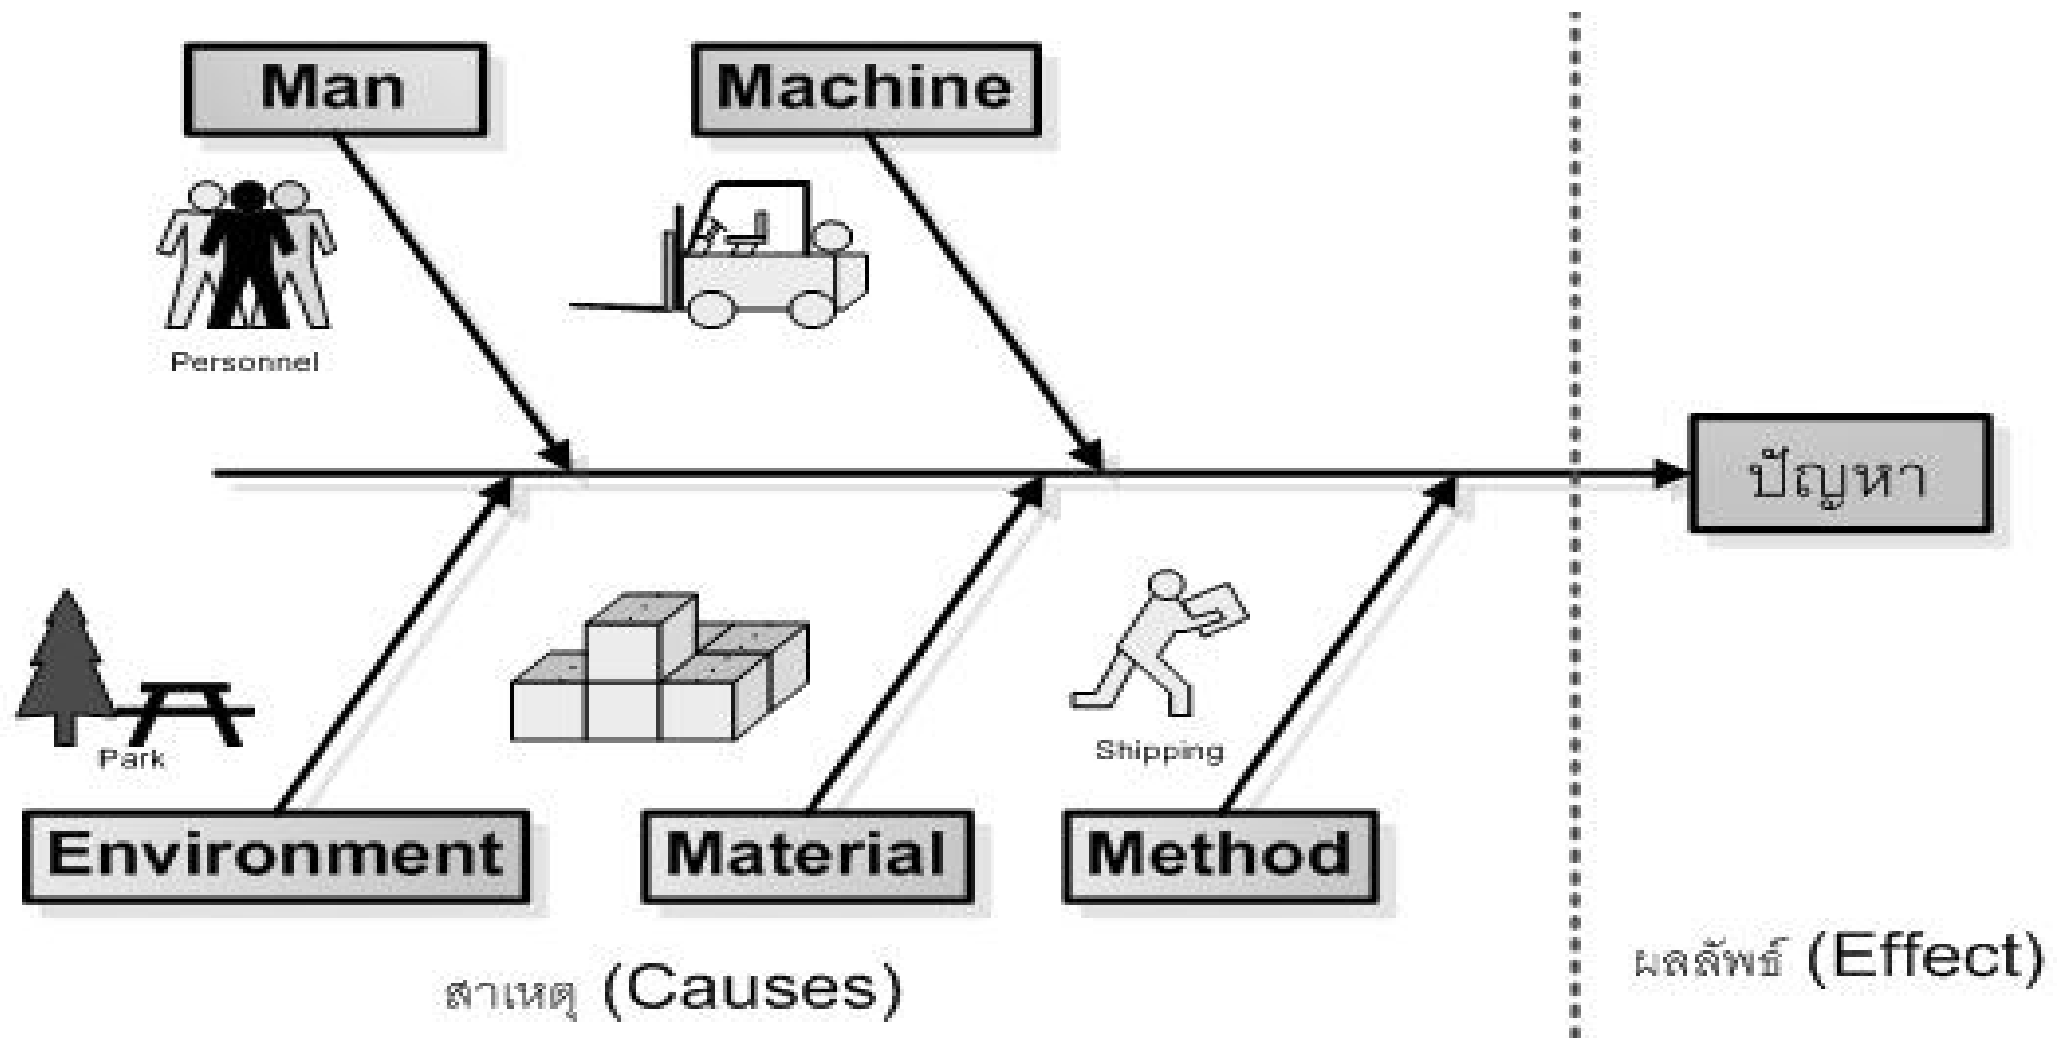 Man
Machine
Personnel
ปัญหา
Park
Shipping
Environment
Material
Method
สาเหตุ (Causes)
ผลลัพธ์ (Effect)